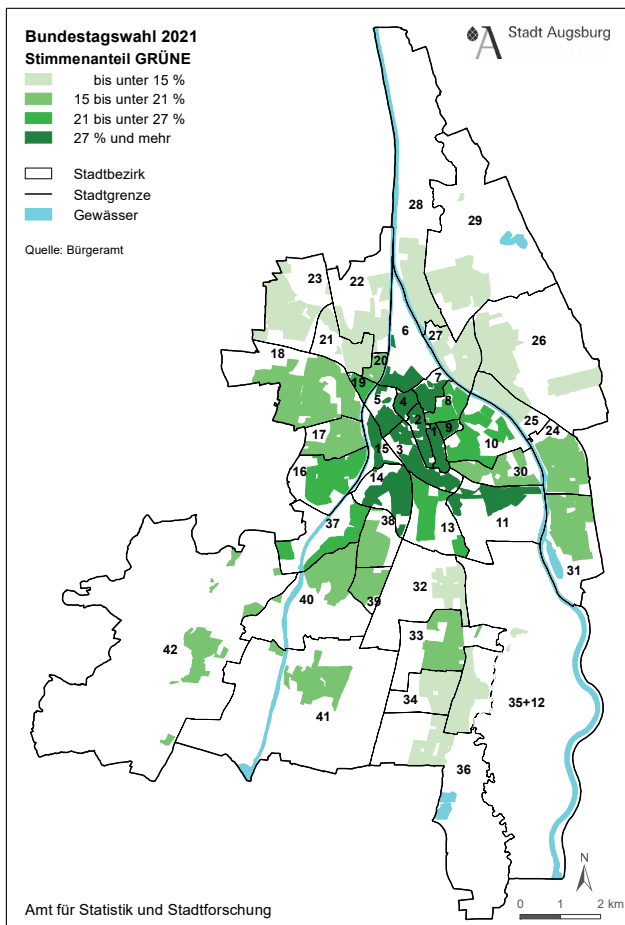 Bundestagswahl 2021
Stimmenanteil GRÜNE
bis unter 15 %
15 bis unter 21 %
21 bis unter 27 %
27 % und mehr
Stadtbezirk
Stadtgrenze
Gewässer
Quelle: Bürgeramt
Stadt Augsburg
28
29
23
22
6
27
26
21
18
20
7
19
5
4
8
2
25
24
1
9
10
17
15
3
30
16
14
37
38
13
11
31
32
40
39
33
42
34
35+12
41
36
N
0 1 2 km
Amt für Statistik und Stadtforschung